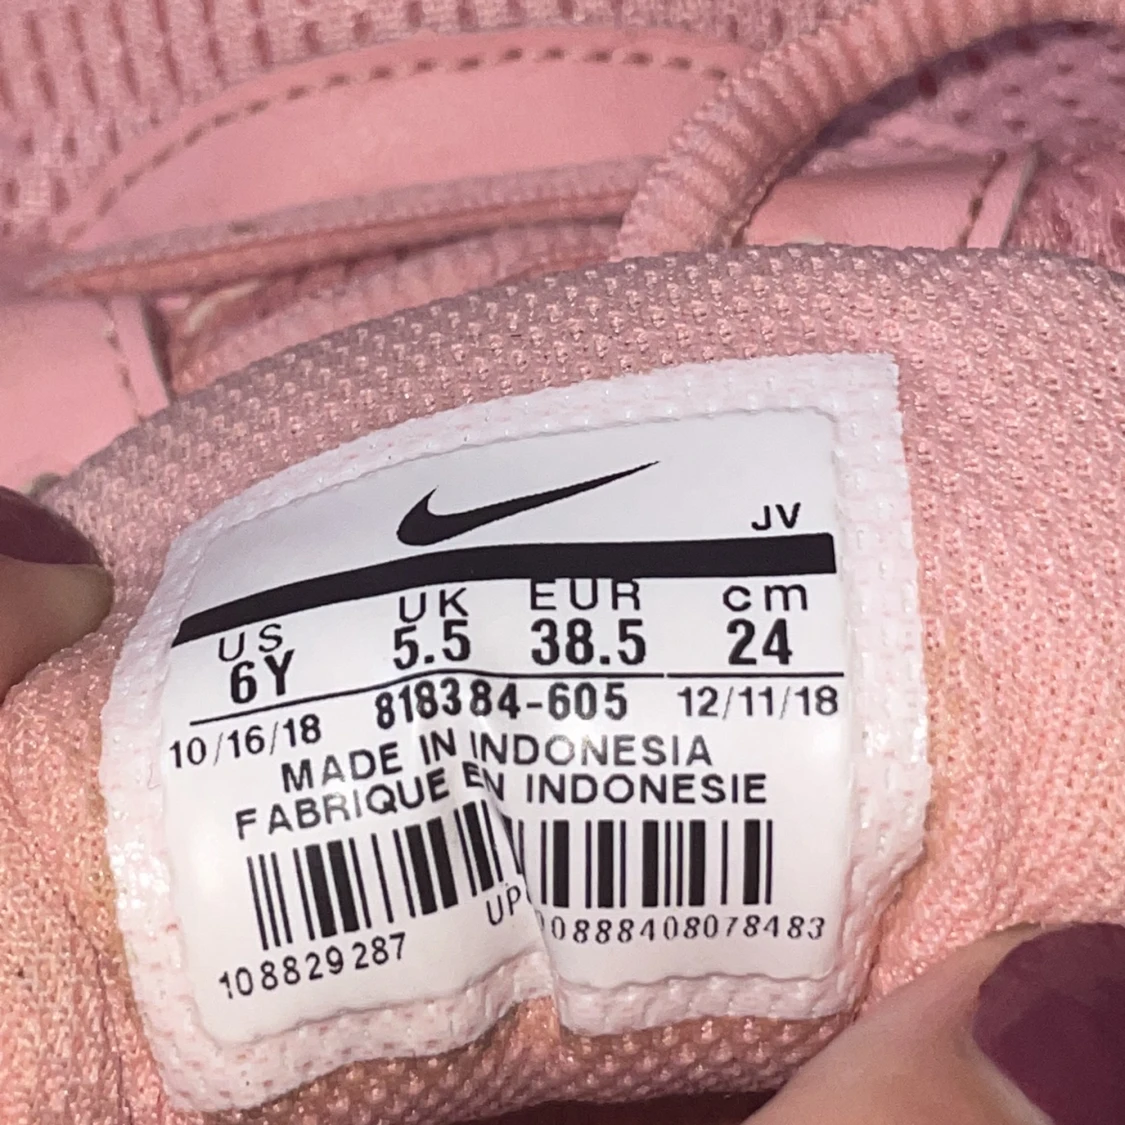 JV
US UK EUR cm
6Y 5.5 38.5 24
10/16/18 818384-605 12/11/18
MADE IN INDONESIA
FABRIQUE EN INDONESIE
108829287 UP 0888408078483